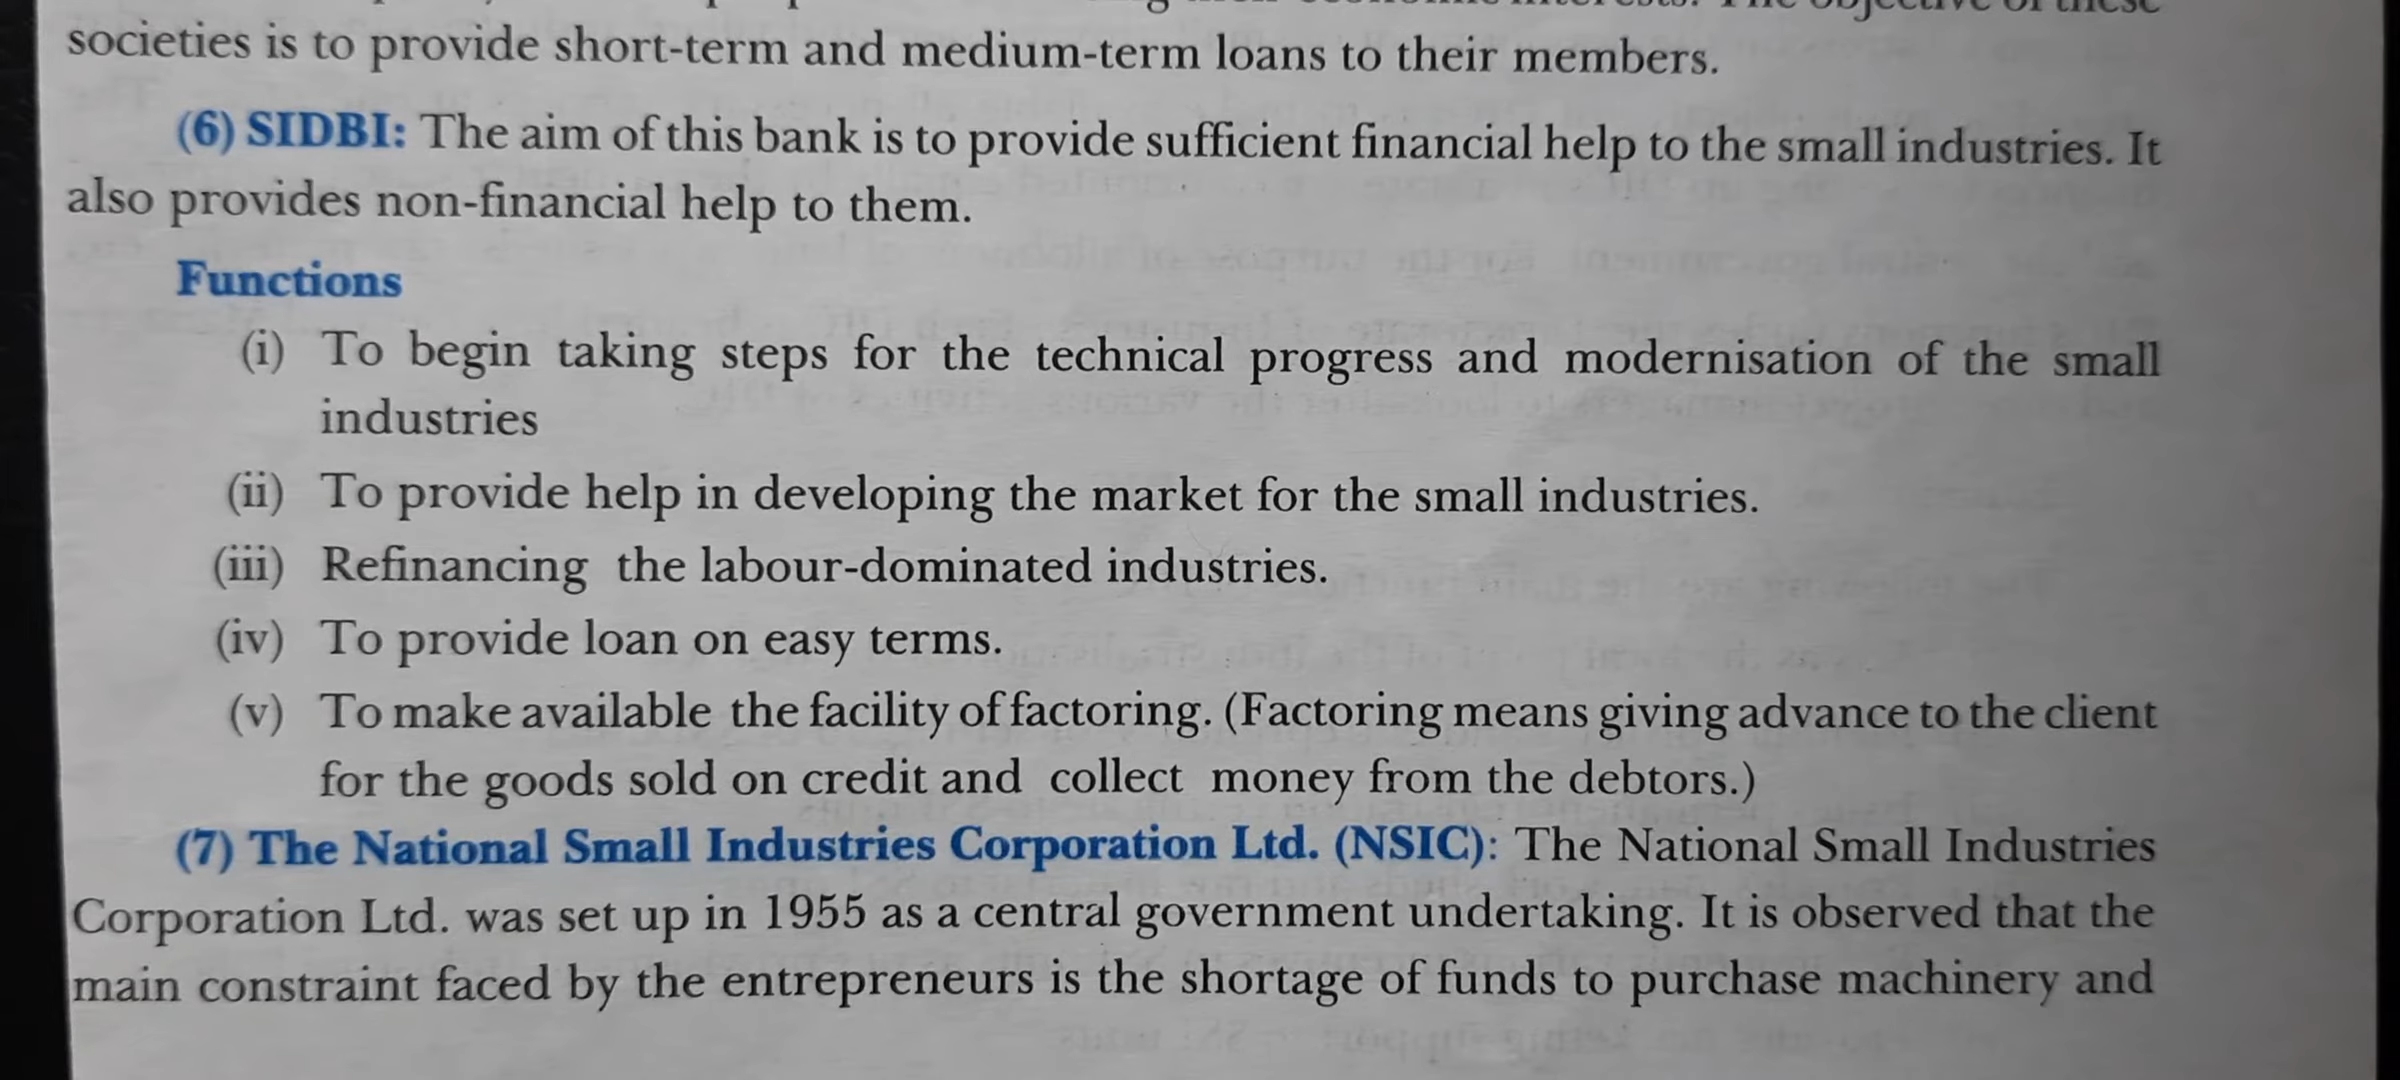 The objective of these
societies is to provide short-term and medium-term loans to their members.
(6) SIDBI: The aim of this bank is to provide sufficient financial help to the small industries. It
also provides non-financial help to them.
Functions
(i) To begin taking steps for the technical progress and modernisation of the small
industries
(ii) To provide help in developing the market for the small industries.
(iii) Refinancing the labour-dominated industries.
(iv) To provide loan on easy terms.
(v) To make available the facility of factoring. (Factoring means giving advance to the client
for the goods sold on credit and collect money from the debtors.)
(7) The National Small Industries Corporation Ltd. (NSIC): The National Small Industries
Corporation Ltd. was set up in 1955 as a central government undertaking. It is observed that the
main constraint faced by the entrepreneurs is the shortage of funds to purchase machinery and